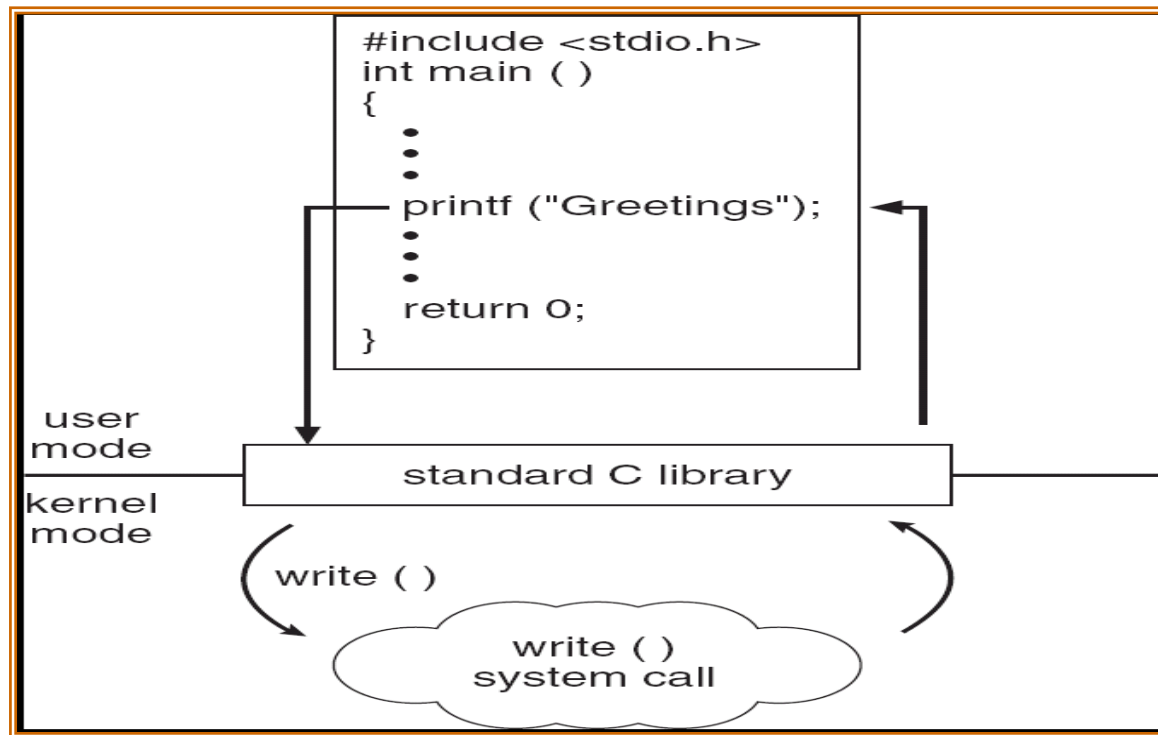 #include <stdio.h>
int main ( )
{
•
•
•
printf ("Greetings");
•
•
•
return 0;
}
user
mode
standard C library
kernel
mode
write ( )
write ( )
system call